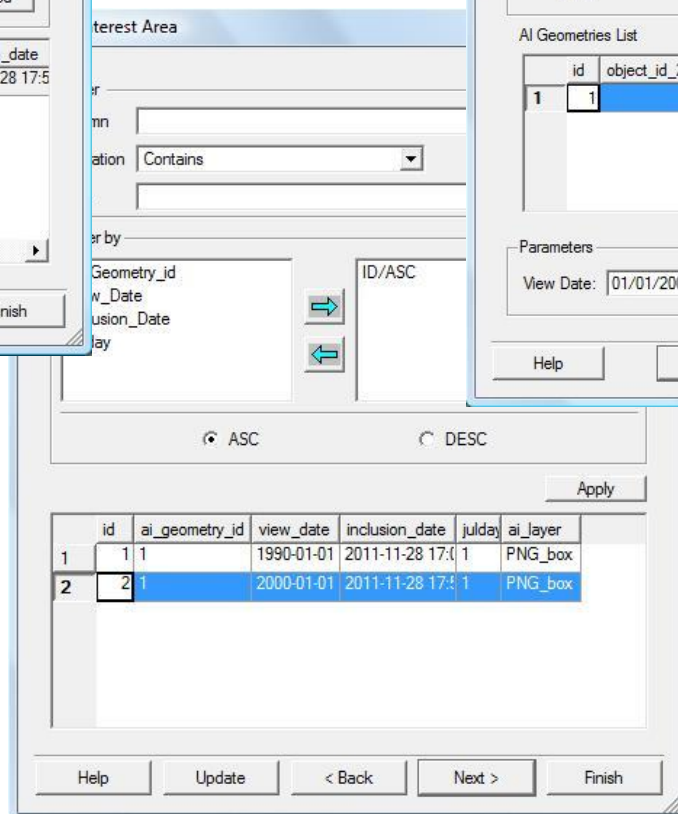 terest Area
_date
28 17:5
nish
Contains
ation
er by
Geometry_id
w_Date
usion_Date
lay
ID/ASC
ASC DESC
Apply
id ai_geometry_id view_date inclusion_date julday ai_layer
1 1 1 1990-01-01 2011-11-28 17:0 1 PNG_box
2 2 1 2000-01-01 2011-11-28 17:5 1 PNG_box
Help Update < Back Next > Finish
AI Geometries List
id object_id_
1 1
Parameters
View Date: 01/01/200
Help